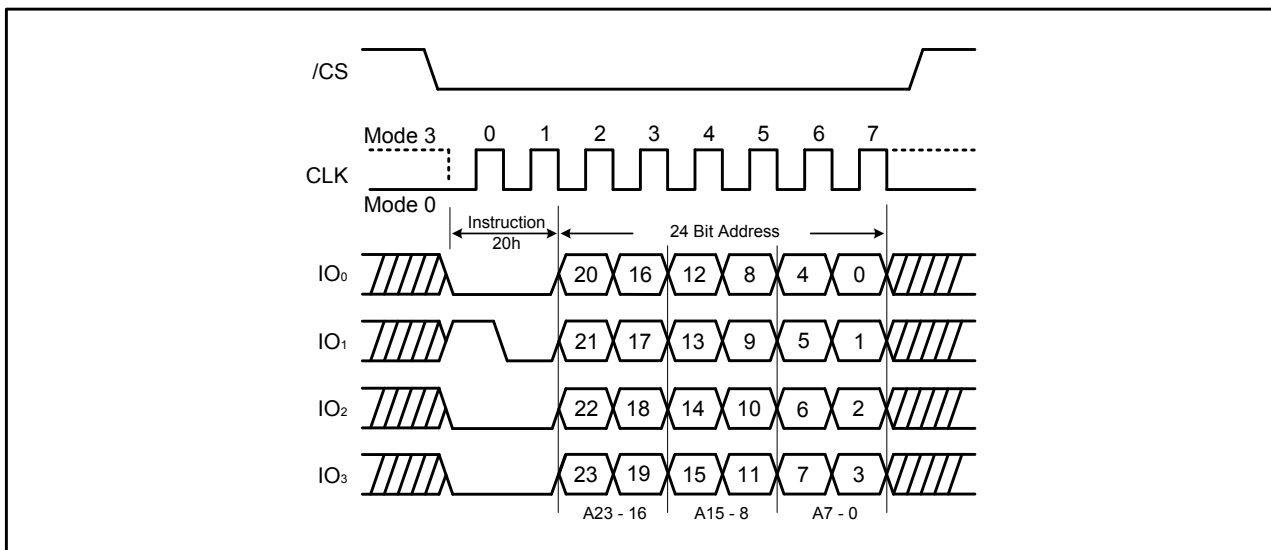 /CS
Mode 3 0 1 2 3 4 5 6 7
CLK
Mode 0
Instruction
20h
24 Bit Address
IO₀ 20 16 12 8 4 0
IO₁ 21 17 13 9 5 1
IO₂ 22 18 14 10 6 2
IO₃ 23 19 15 11 7 3
A23 - 16 A15 - 8 A7 - 0